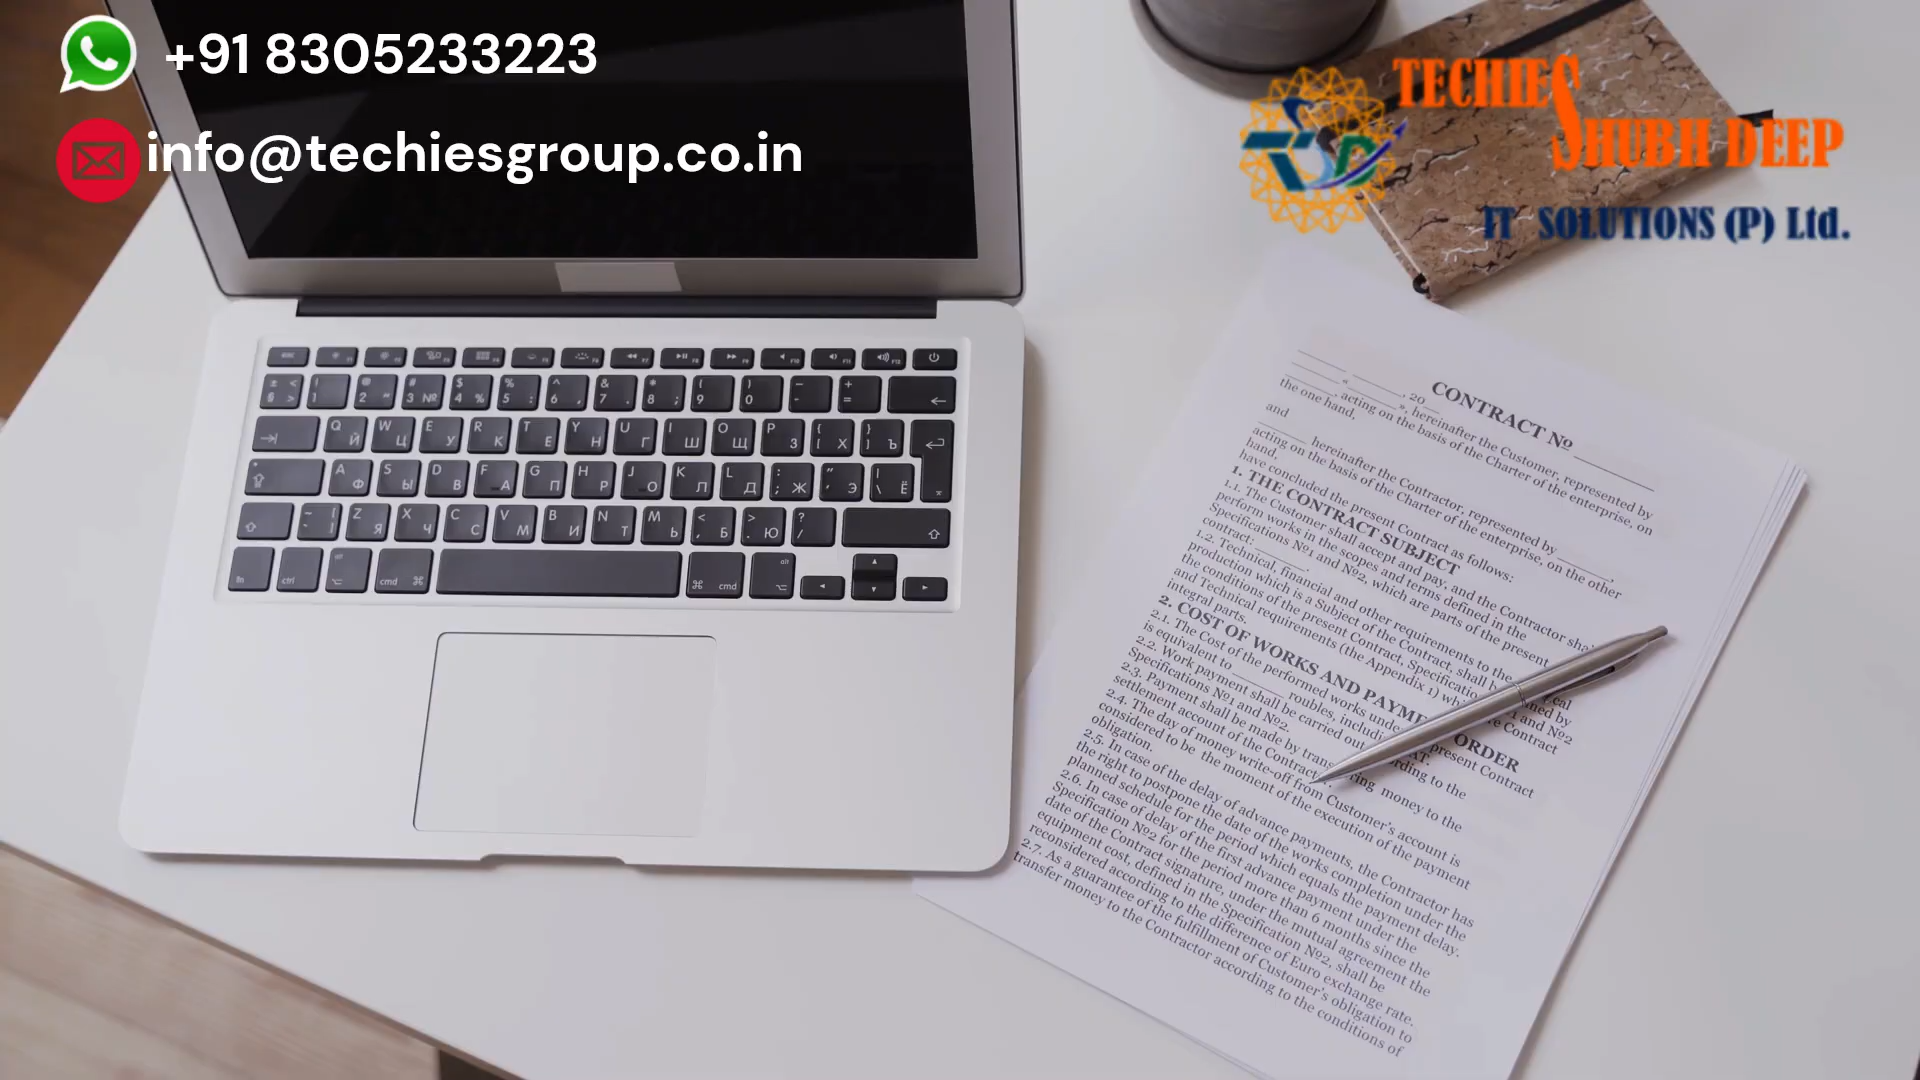 +91 8305233223
info@techiesgroup.co.in
TECHIES
SHUBH DEEP
IT SOLUTIONS (P) Ltd.
CONTRACT №
« , 20
», hereinafter the Customer, represented by
, acting on the basis of the Charter of the enterprise, on
the one hand,
and
hereinafter the Contractor, represented by
acting on the basis of the Charter of the enterprise, on the other
hand,
have concluded the present Contract as follows:
1. THE CONTRACT SUBJECT
1.1. The Customer shall accept and pay, and the Contractor
perform works in the scopes and terms defined in the
Specifications №1 and №2, which are parts of the present
contract:
1.2. Technical, financial and other requirements to the
production which is a Subject of the Contract, shall
the conditions of the present Contract, №1 and №2
and Technical requirements (the Appendix 1) Contract
integral parts.
2. COST OF WORKS AND ORDER
2.1. The Cost of the performed works present Contract
is equivalent to roubles,
2.2. Work payment shall be carried out to the
Specifications №1 and №2.
2.3. Payment shall be made by money to the
settlement account of the
2.4. The day of money write-off from Customer's account is
considered to be the moment of the execution of the payment
obligation.
2.5. In case of the delay of advance payments, the Contractor has
the right to postpone the date of the works completion under the
planned schedule for the period which equals the payment delay.
2.6. In case of delay of the first advance payment under the
Specification №2 for the period more than 6 months since the
date of the Contract signature, under the mutual agreement the
equipment cost, defined in the Specification №2, shall be
reconsidered according to the difference of Euro exchange rate.
2.7. As a guarantee of the fulfillment of Customer's obligation to
transfer money to the Contractor according to the conditions of